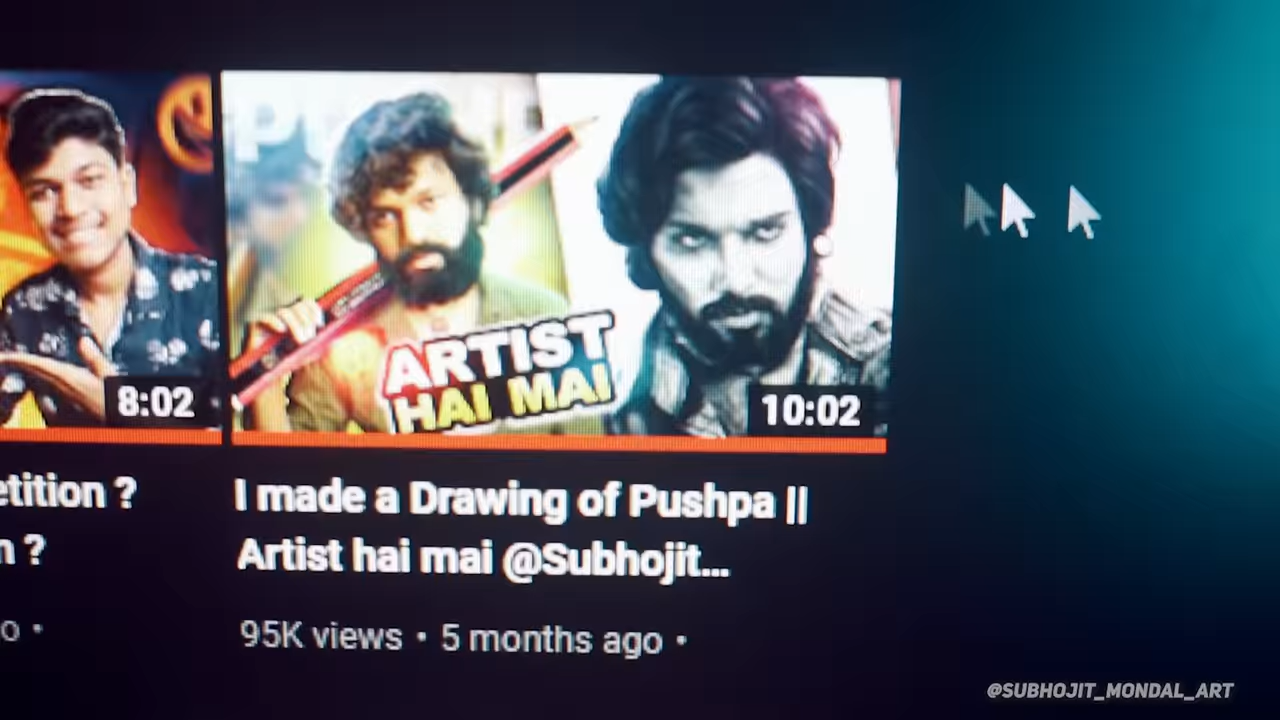 ARTIST
HAI MAI
8:02
10:02
etition ?
n ?
o •
I made a Drawing of Pushpa ||
Artist hai mai @Subhojit...
95K views • 5 months ago •
@SUBHOJIT_MONDAL_ART